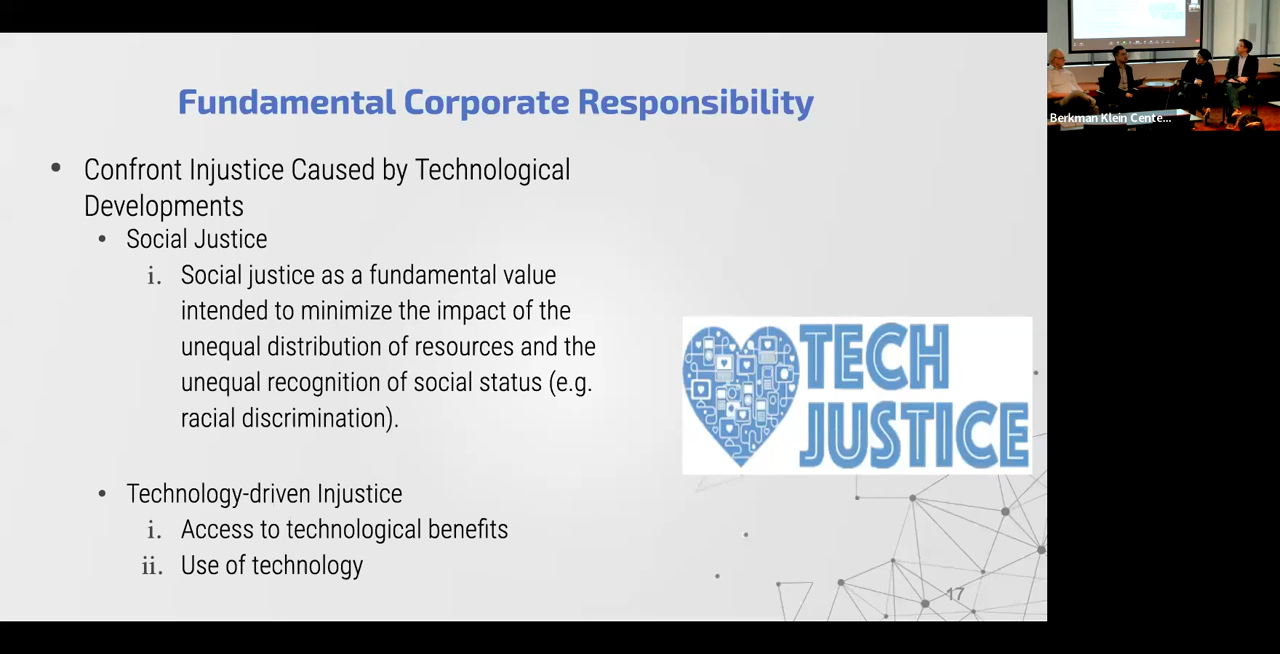 Fundamental Corporate Responsibility
• Confront Injustice Caused by Technological
Developments
• Social Justice
i. Social justice as a fundamental value
intended to minimize the impact of the
unequal distribution of resources and the
unequal recognition of social status (e.g.
racial discrimination).
• Technology-driven Injustice
i. Access to technological benefits
ii. Use of technology
TECH
JUSTICE
17
Berkman Klein Cente...